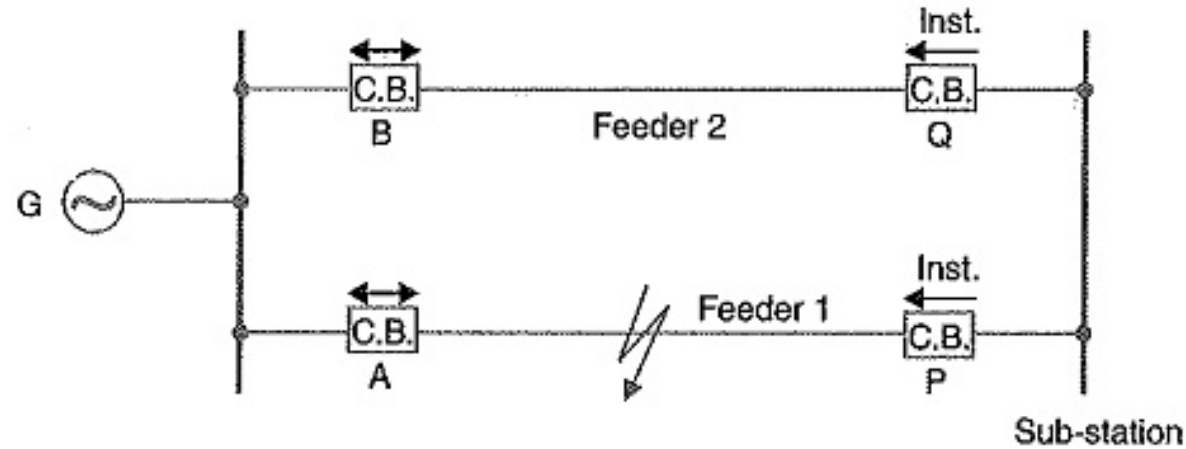 Inst.
C.B.
C.B.
B
Feeder 2
Q
G
Inst.
Feeder 1
C.B.
C.B.
A
P
Sub-station